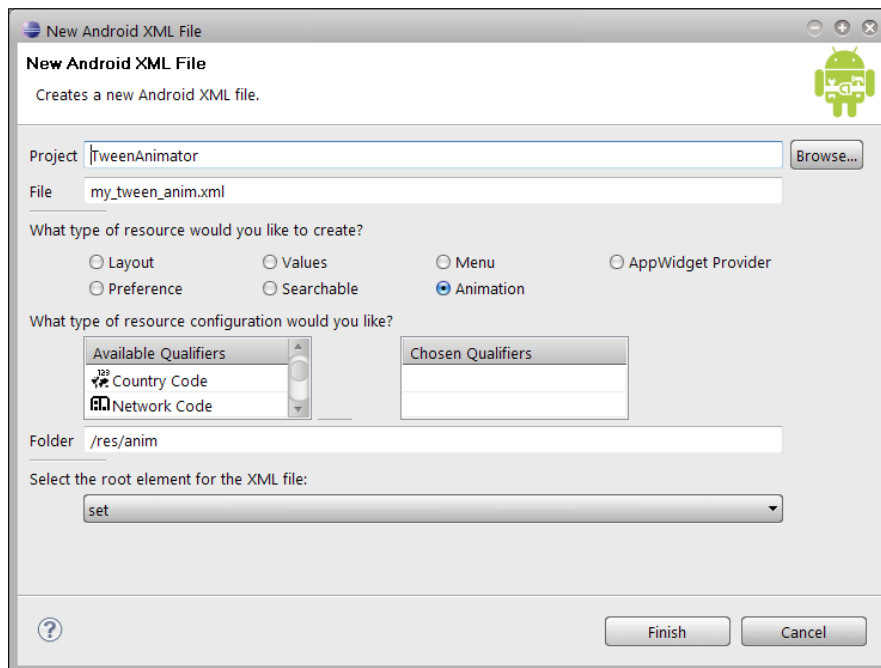 New Android XML File
New Android XML File
Creates a new Android XML file.
Project TweenAnimator Browse...
File my_tween_anim.xml
What type of resource would you like to create?
Layout Values Menu AppWidget Provider
Preference Searchable Animation
What type of resource configuration would you like?
Available Qualifiers Chosen Qualifiers
123 Country Code
Network Code
Folder /res/anim
Select the root element for the XML file:
set
? Finish Cancel